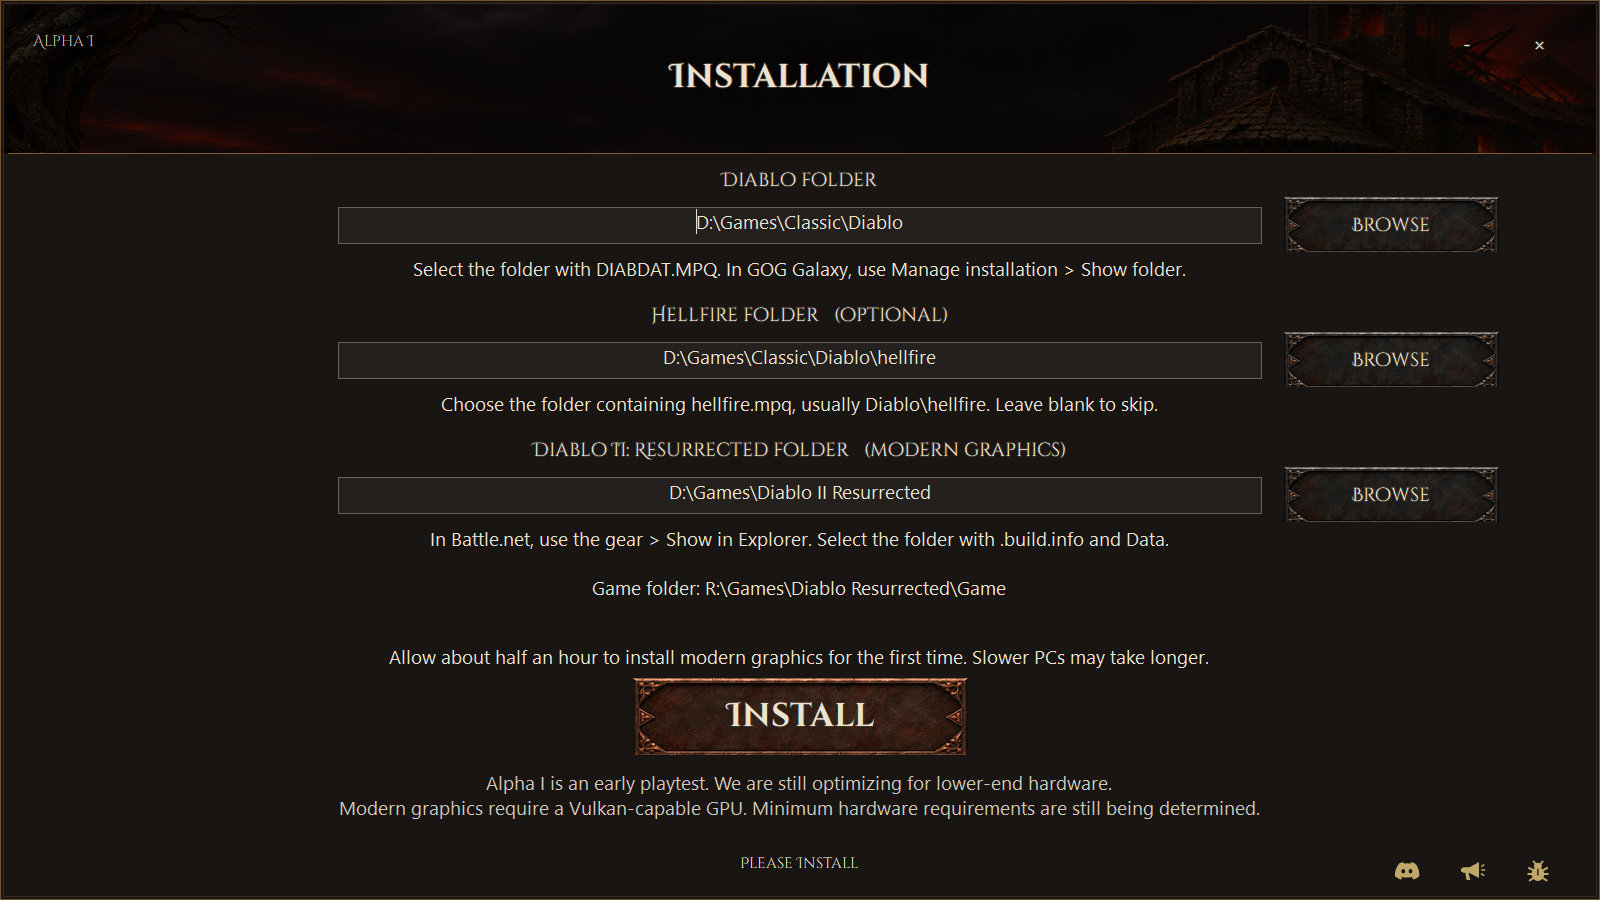 Alpha I
Installation
Diablo Folder
D:\Games\Classic\Diablo
Browse
Select the folder with DIABDAT.MPQ. In GOG Galaxy, use Manage installation > Show folder.
Hellfire Folder (Optional)
D:\Games\Classic\Diablo\hellfire
Browse
Choose the folder containing hellfire.mpq, usually Diablo\hellfire. Leave blank to skip.
Diablo II: Resurrected Folder (Modern Graphics)
D:\Games\Diablo II Resurrected
Browse
In Battle.net, use the gear > Show in Explorer. Select the folder with .build.info and Data.
Game folder: R:\Games\Diablo Resurrected\Game
Allow about half an hour to install modern graphics for the first time. Slower PCs may take longer.
Install
Alpha I is an early playtest. We are still optimizing for lower-end hardware.
Modern graphics require a Vulkan-capable GPU. Minimum hardware requirements are still being determined.
Please Install